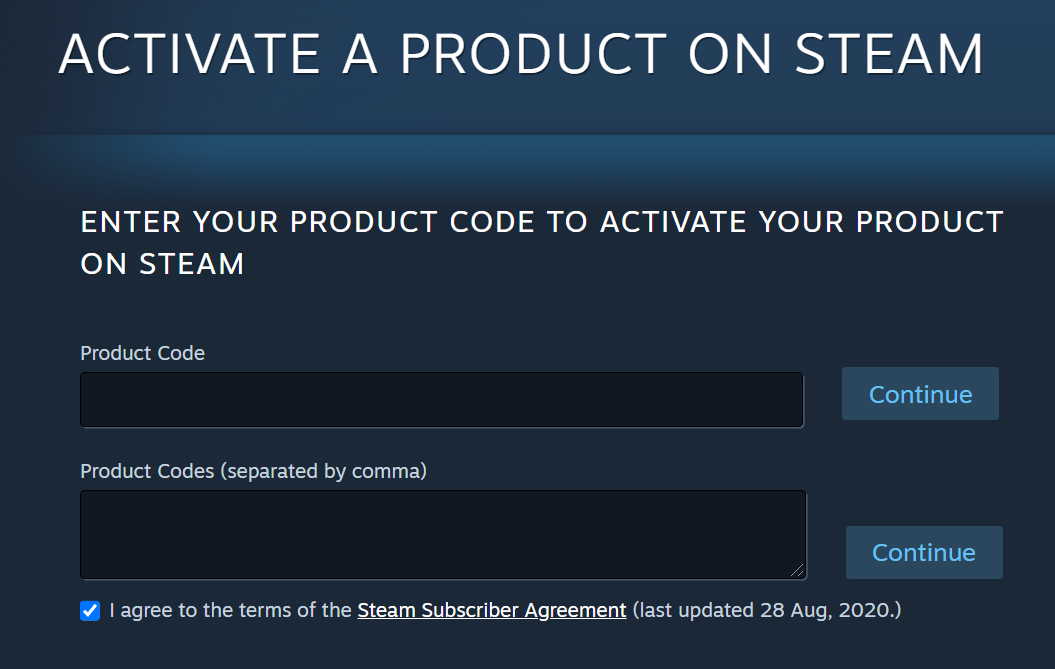 ACTIVATE A PRODUCT ON STEAM
ENTER YOUR PRODUCT CODE TO ACTIVATE YOUR PRODUCT
ON STEAM
Product Code
Continue
Product Codes (separated by comma)
Continue
I agree to the terms of the Steam Subscriber Agreement (last updated 28 Aug, 2020.)